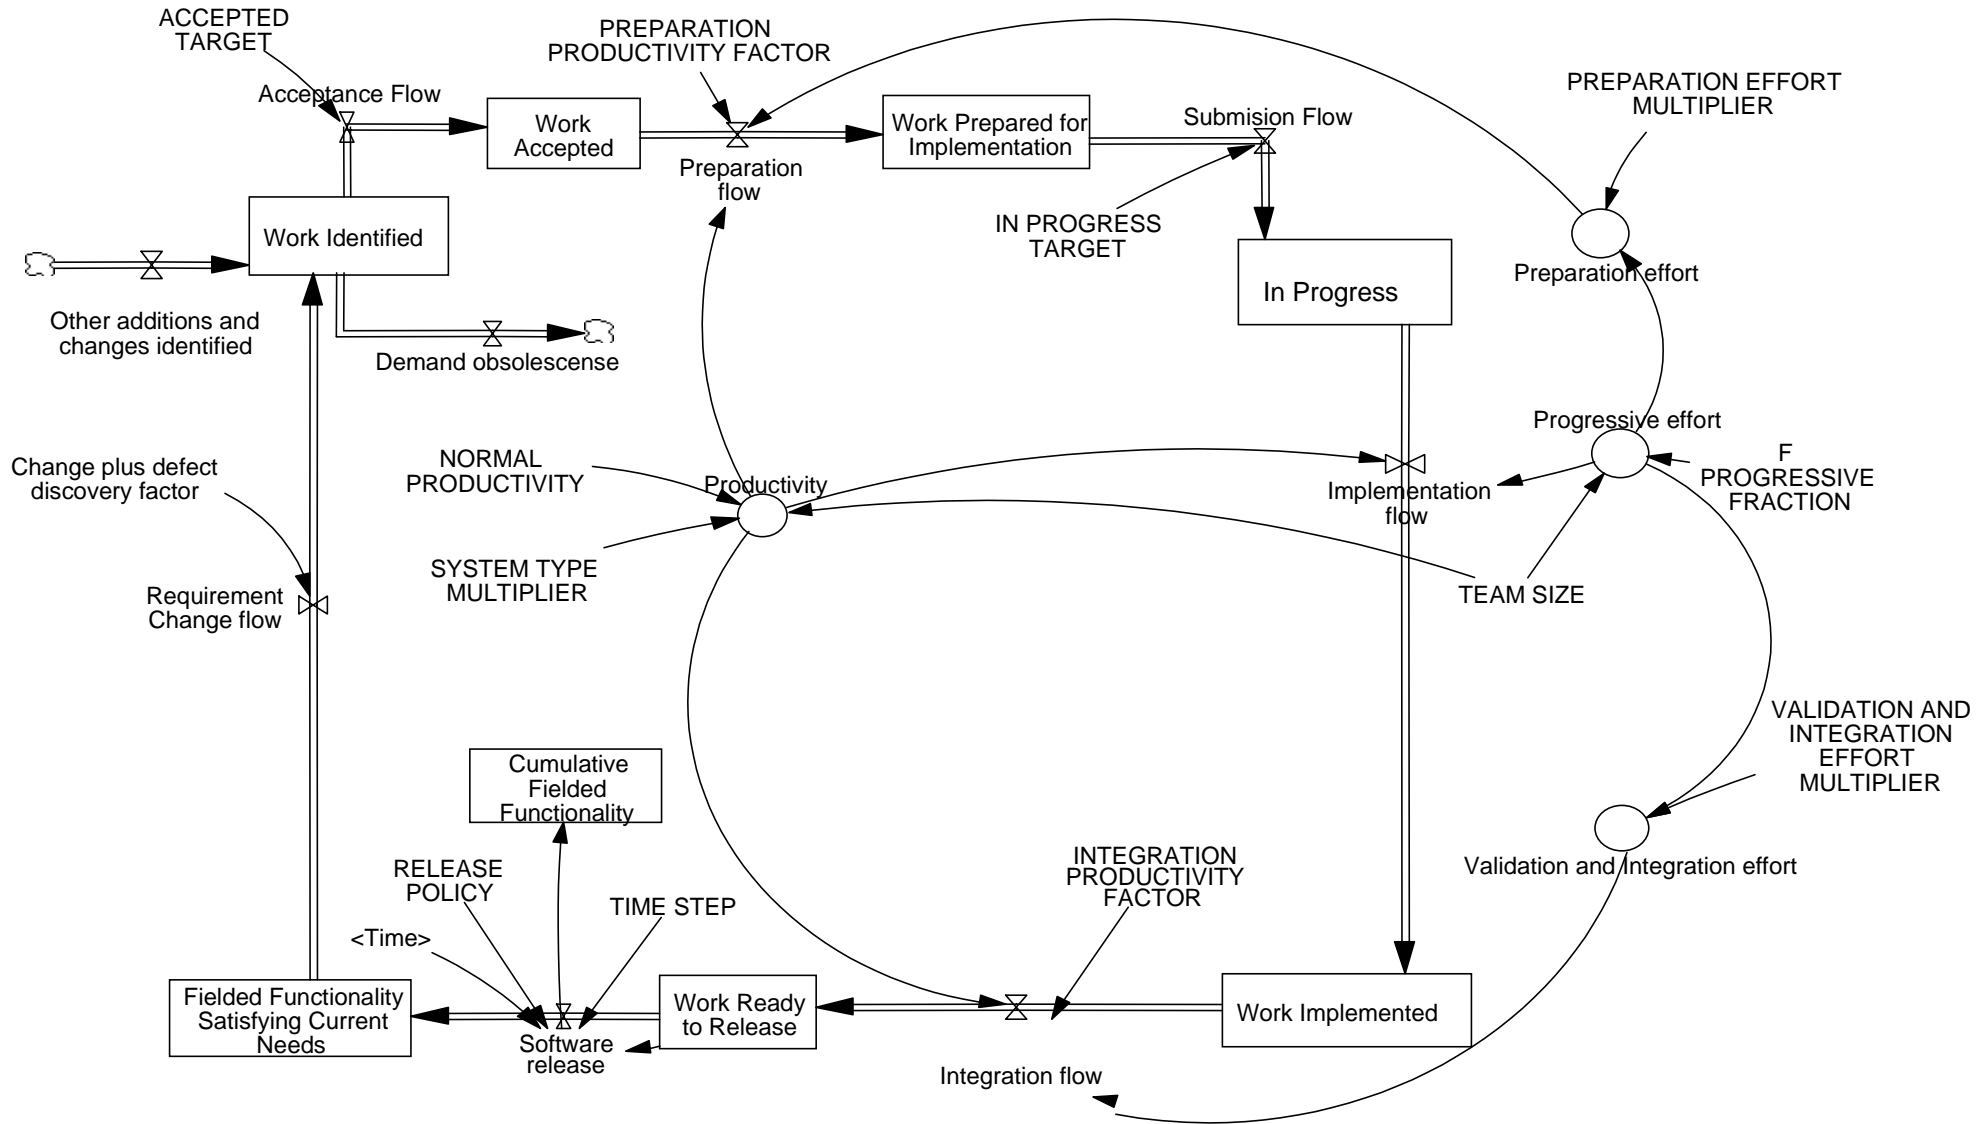 ACCEPTED
TARGET
Acceptance Flow
PREPARATION
PRODUCTIVITY FACTOR
Work
Accepted
Preparation
flow
Work Prepared for
Implementation
Submision Flow
PREPARATION EFFORT
MULTIPLIER
IN PROGRESS
TARGET
Work Identified
In Progress
Preparation effort
Other additions and
changes identified
Demand obsolescense
Progressive effort
Change plus defect
discovery factor
NORMAL
PRODUCTIVITY
Productivity
Implementation
flow
F
PROGRESSIVE
FRACTION
SYSTEM TYPE
MULTIPLIER
TEAM SIZE
Requirement
Change flow
VALIDATION AND
INTEGRATION
EFFORT
MULTIPLIER
Cumulative
Fielded
Functionality
RELEASE
POLICY
TIME STEP
<Time>
INTEGRATION
PRODUCTIVITY
FACTOR
Validation and Integration effort
Fielded Functionality
Satisfying Current
Needs
Software
release
Work Ready
to Release
Work Implemented
Integration flow